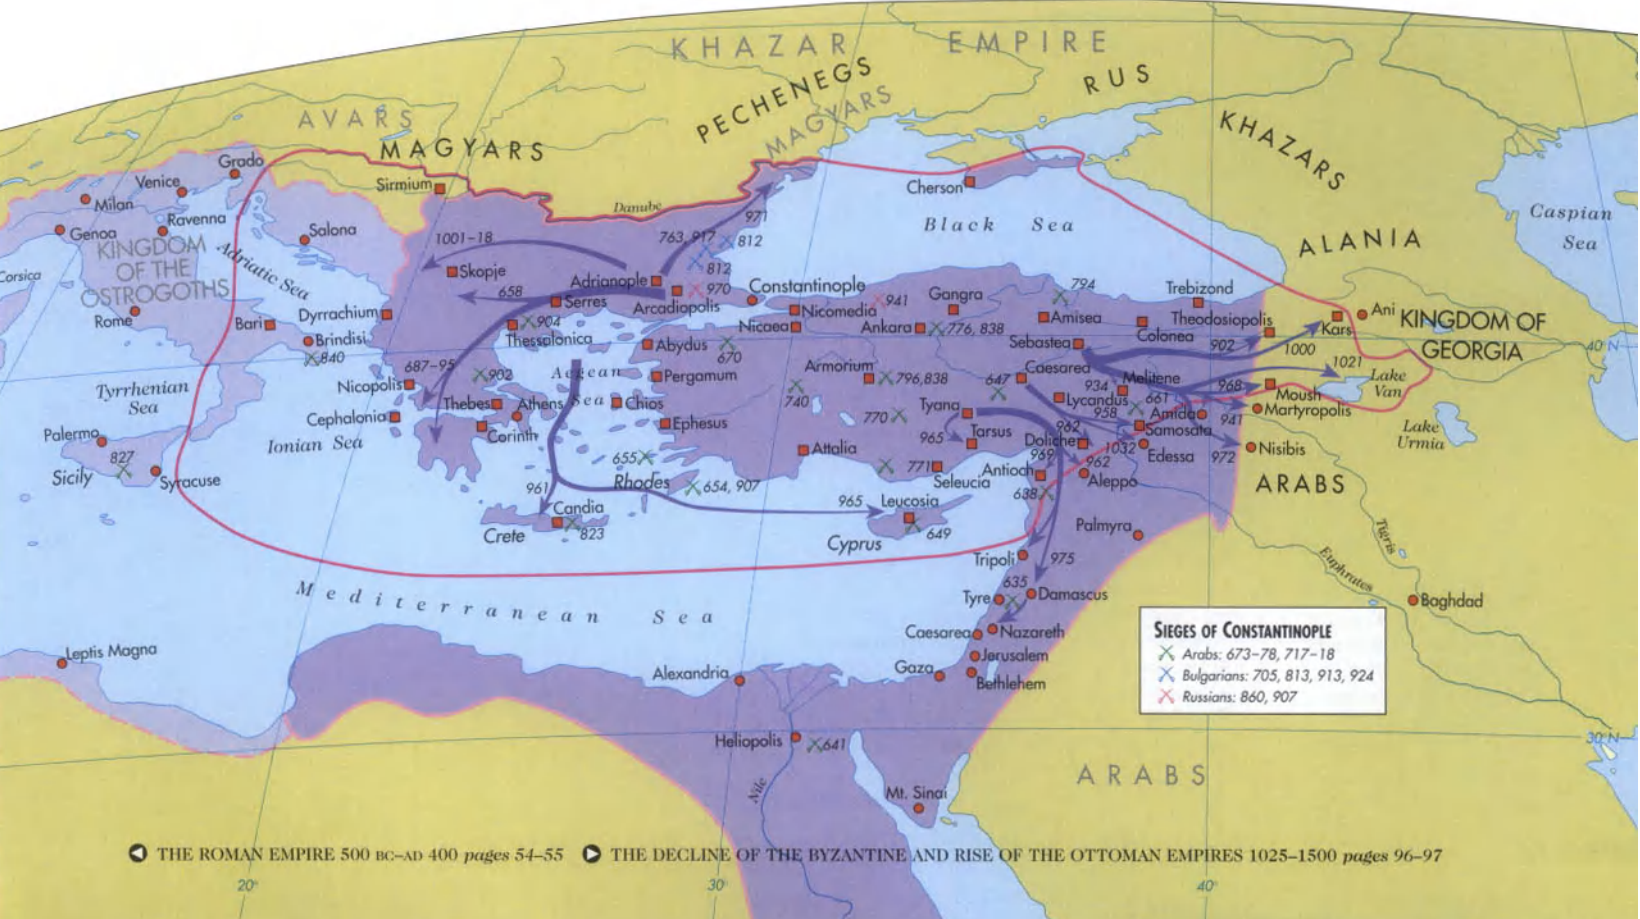 KHAZAR EMPIRE
PECHENEGS
RUS
AVARS
MAGYARS
MAGYARS
KHAZARS
Grado
Venice
Sirmium
Cherson
Milan
Danube
Caspian
Sea
Ravenna
Genoa
Salona
971
Black Sea
KINGDOM
OF THE
OSTROGOTHS
Adriatic Sea
1001–18
763, 917
812
ALANIA
Corsica
Skopje
812
Adrianople
970
Constantinople
794
Trebizond
658
Serres
Arcadiopolis
941
Gangra
Rome
Bari
Dyrrachium
904
Nicomedia
Amisea
Theodosiopolis
Ani
Kars
KINGDOM OF
GEORGIA
Brindisi
Thessalonica
Nicaea
Ankara
776, 838
Colonea
902
1000
40°N
840
Abydus
670
Sebastea
1021
687–95
902
Aegean
Sea
Pergamum
Armorium
796,838
647
Caesarea
Melitene
934
968
Lake
Van
Tyrrhenian
Sea
Nicopolis
740
Lycandus
661
Moush
Thebes
Athens
Chios
Tyana
958
Amida
Martyropolis
Cephalonia
770
941
Corinth
Ephesus
962
Samosata
Lake
Urmia
Palermo
Ionian Sea
965
Tarsus
Doliche
1032
827
Attalia
969
Edessa
972
Nisibis
Sicily
Syracuse
655
Rhodes
771
Seleucia
Antioch
962
Aleppo
ARABS
961
654, 907
638
Candia
965
Leucosia
Crete
823
Cyprus
649
Palmyra
Tigris
Tripoli
975
Euphrates
Mediterranean Sea
635
Tyre
Damascus
Baghdad
Caesarea
Nazareth
Leptis Magna
Jerusalem
Alexandria
Gaza
Bethlehem
SIEGES OF CONSTANTINOPLE
Arabs: 673–78, 717–18
Bulgarians: 705, 813, 913, 924
Russians: 860, 907
Heliopolis
641
30°N
ARABS
Nile
Mt. Sinai
THE ROMAN EMPIRE 500 BC–AD 400 pages 54–55
THE DECLINE OF THE BYZANTINE AND RISE OF THE OTTOMAN EMPIRES 1025–1500 pages 96–97
20°
30°
40°